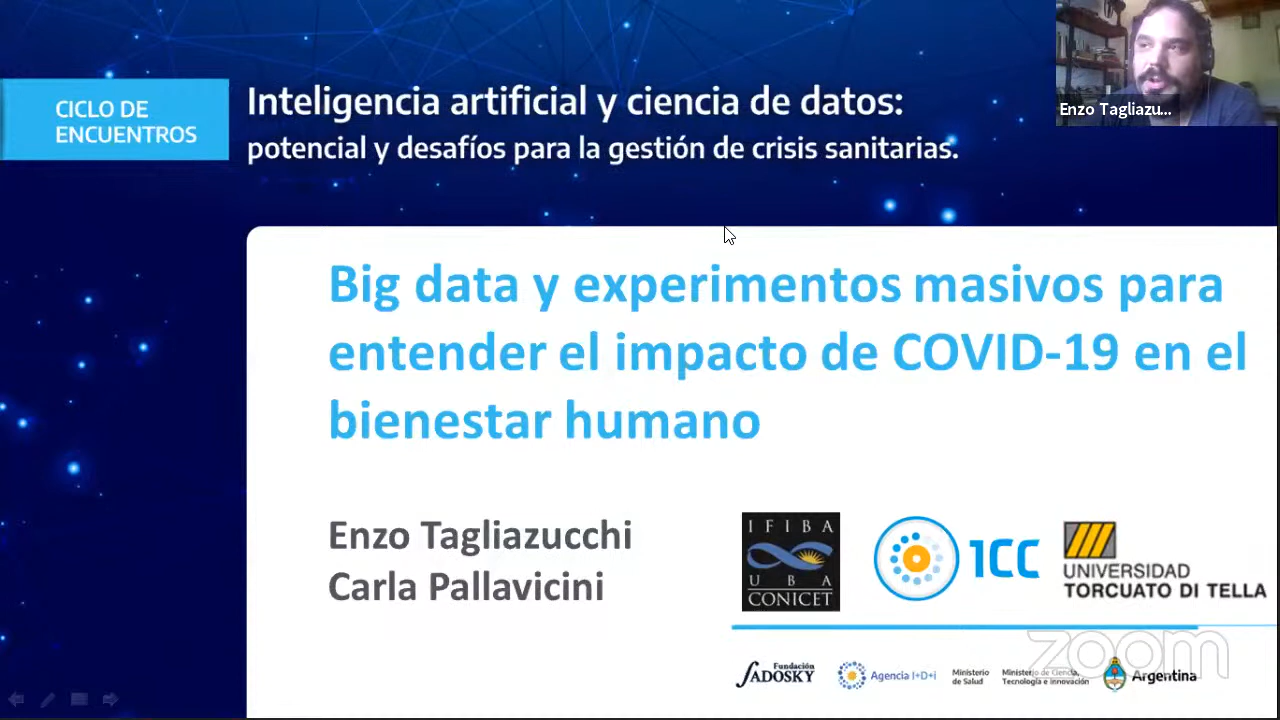 CICLO DE
ENCUENTROS
Inteligencia artificial y ciencia de datos:
potencial y desafíos para la gestión de crisis sanitarias.
Enzo Tagliazu...
Big data y experimentos masivos para
entender el impacto de COVID-19 en el
bienestar humano
Enzo Tagliazucchi
Carla Pallavicini
IFIBA
UBA
CONICET
ICC
UNIVERSIDAD
TORCUATO DI TELLA
zoom
Fundación
SADOSKY
Agencia I+D+i
Ministerio
de Salud
Ministerio de Ciencia,
Tecnología e Innovación
Argentina